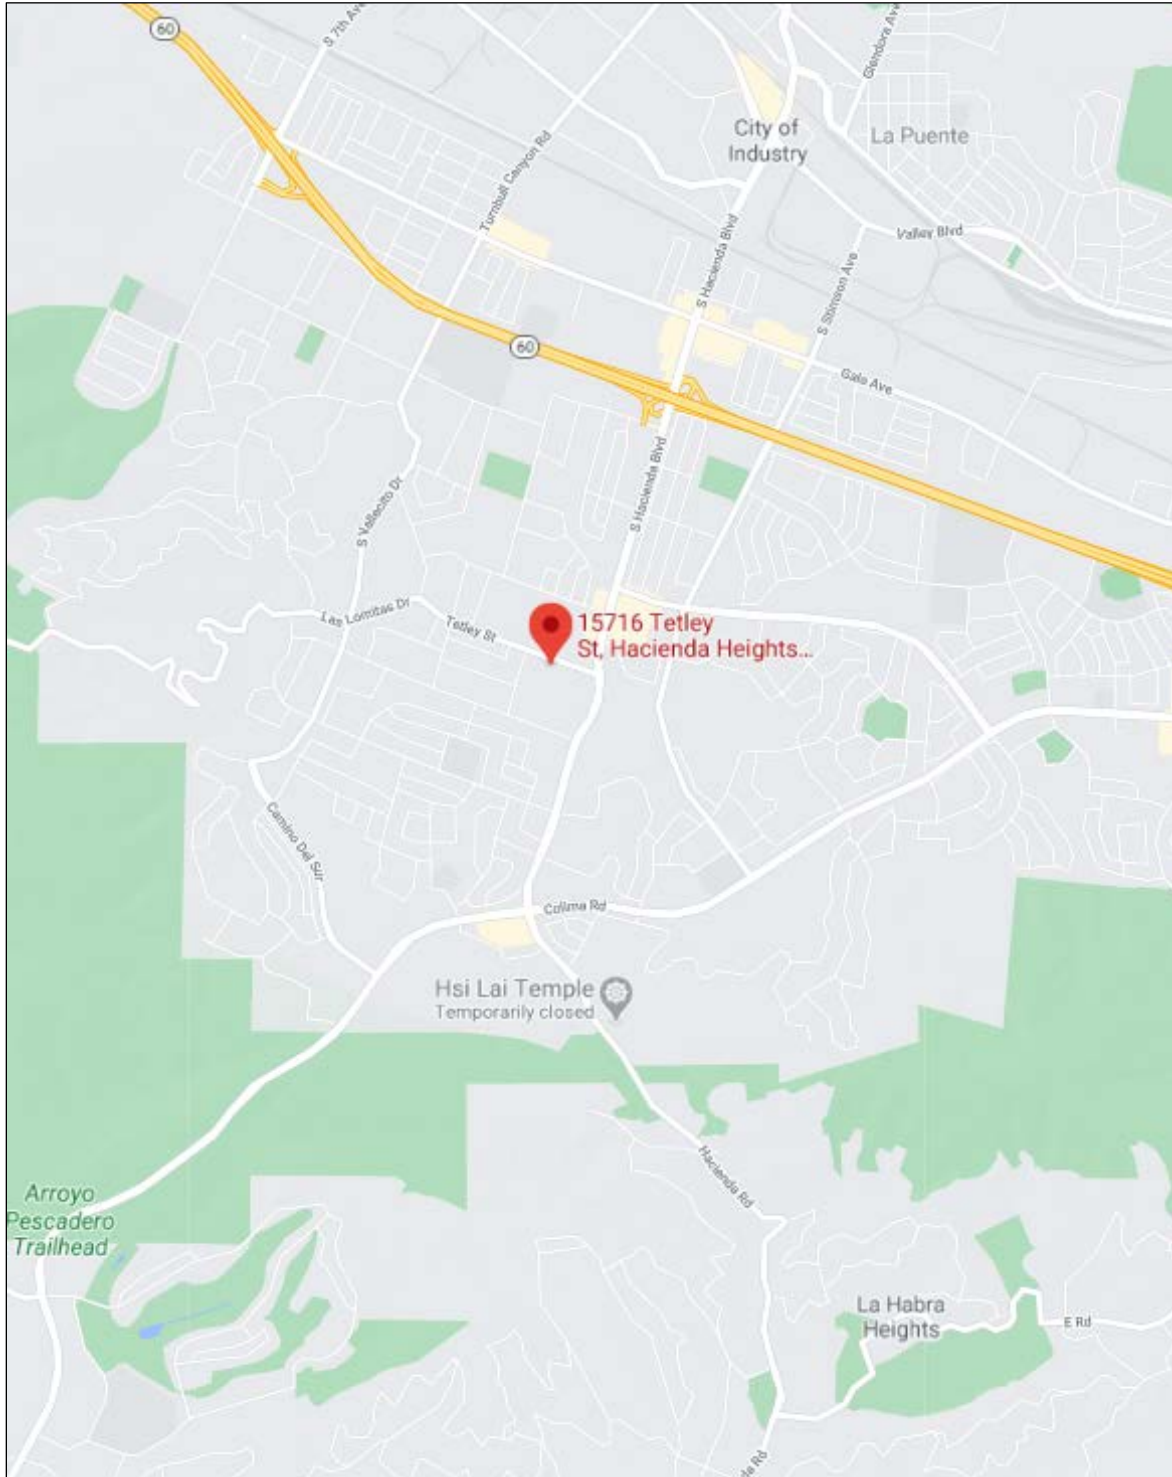 60
S 7th Ave
Glendora Ave
City of
Industry
La Puente
Turnbull Canyon Rd
Valley Blvd
S Hacienda Blvd
S Stimson Ave
60
Gale Ave
S Hacienda Blvd
S Vallecito Dr
Las Lomitas Dr
Tetley St
15716 Tetley
St, Hacienda Heights...
Camino Del Sur
Colima Rd
Hsi Lai Temple
Temporarily closed
Hacienda Rd
Arroyo
Pescadero
Trailhead
La Habra
Heights
E Rd
da Rd